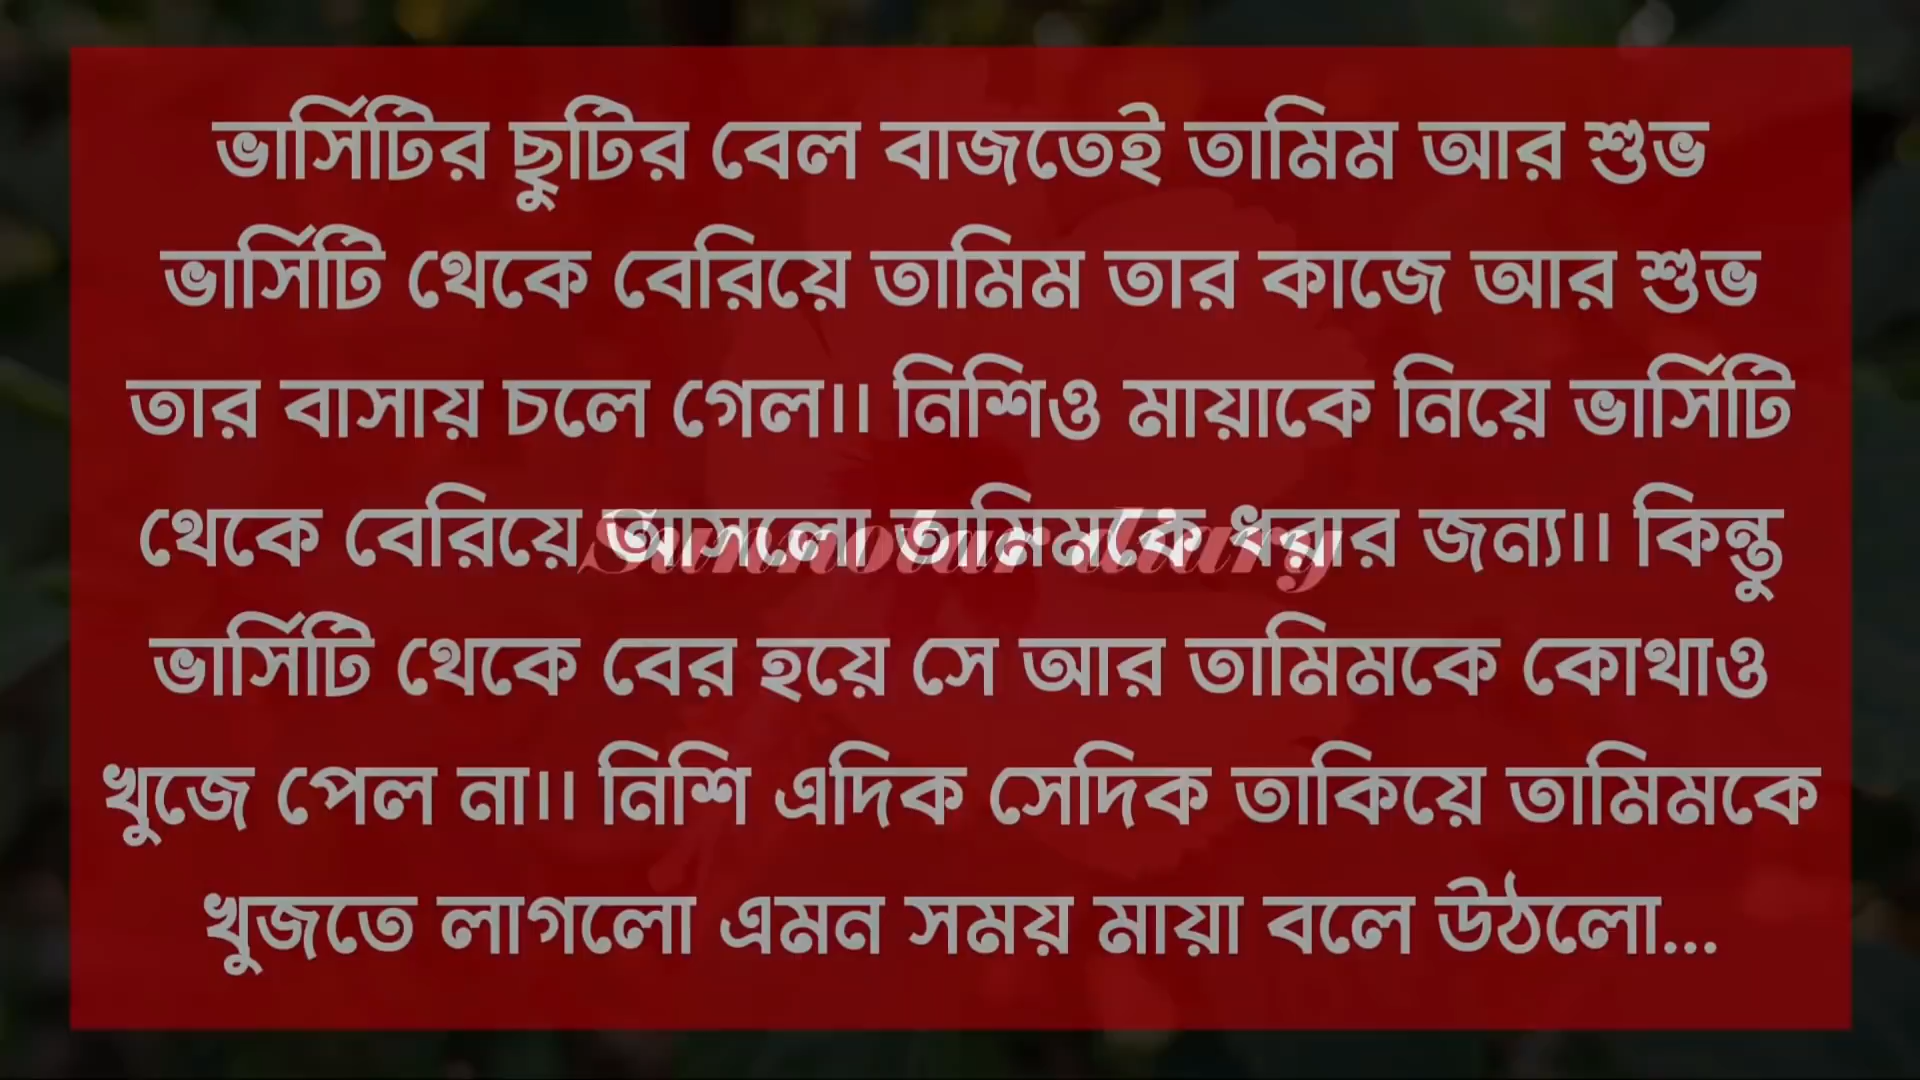 ভার্সিটির ছুটির বেল বাজতেই তামিম আর শুভ
ভার্সিটি থেকে বেরিয়ে তামিম তার কাজে আর শুভ
তার বাসায় চলে গেল।। নিশিও মায়াকে নিয়ে ভার্সিটি
থেকে বেরিয়ে আসলো তামিমকে ধরার জন্য।। কিন্তু
ভার্সিটি থেকে বের হয়ে সে আর তামিমকে কোথাও
খুজে পেল না।। নিশি এদিক সেদিক তাকিয়ে তামিমকে
খুজতে লাগলো এমন সময় মায়া বলে উঠলো...